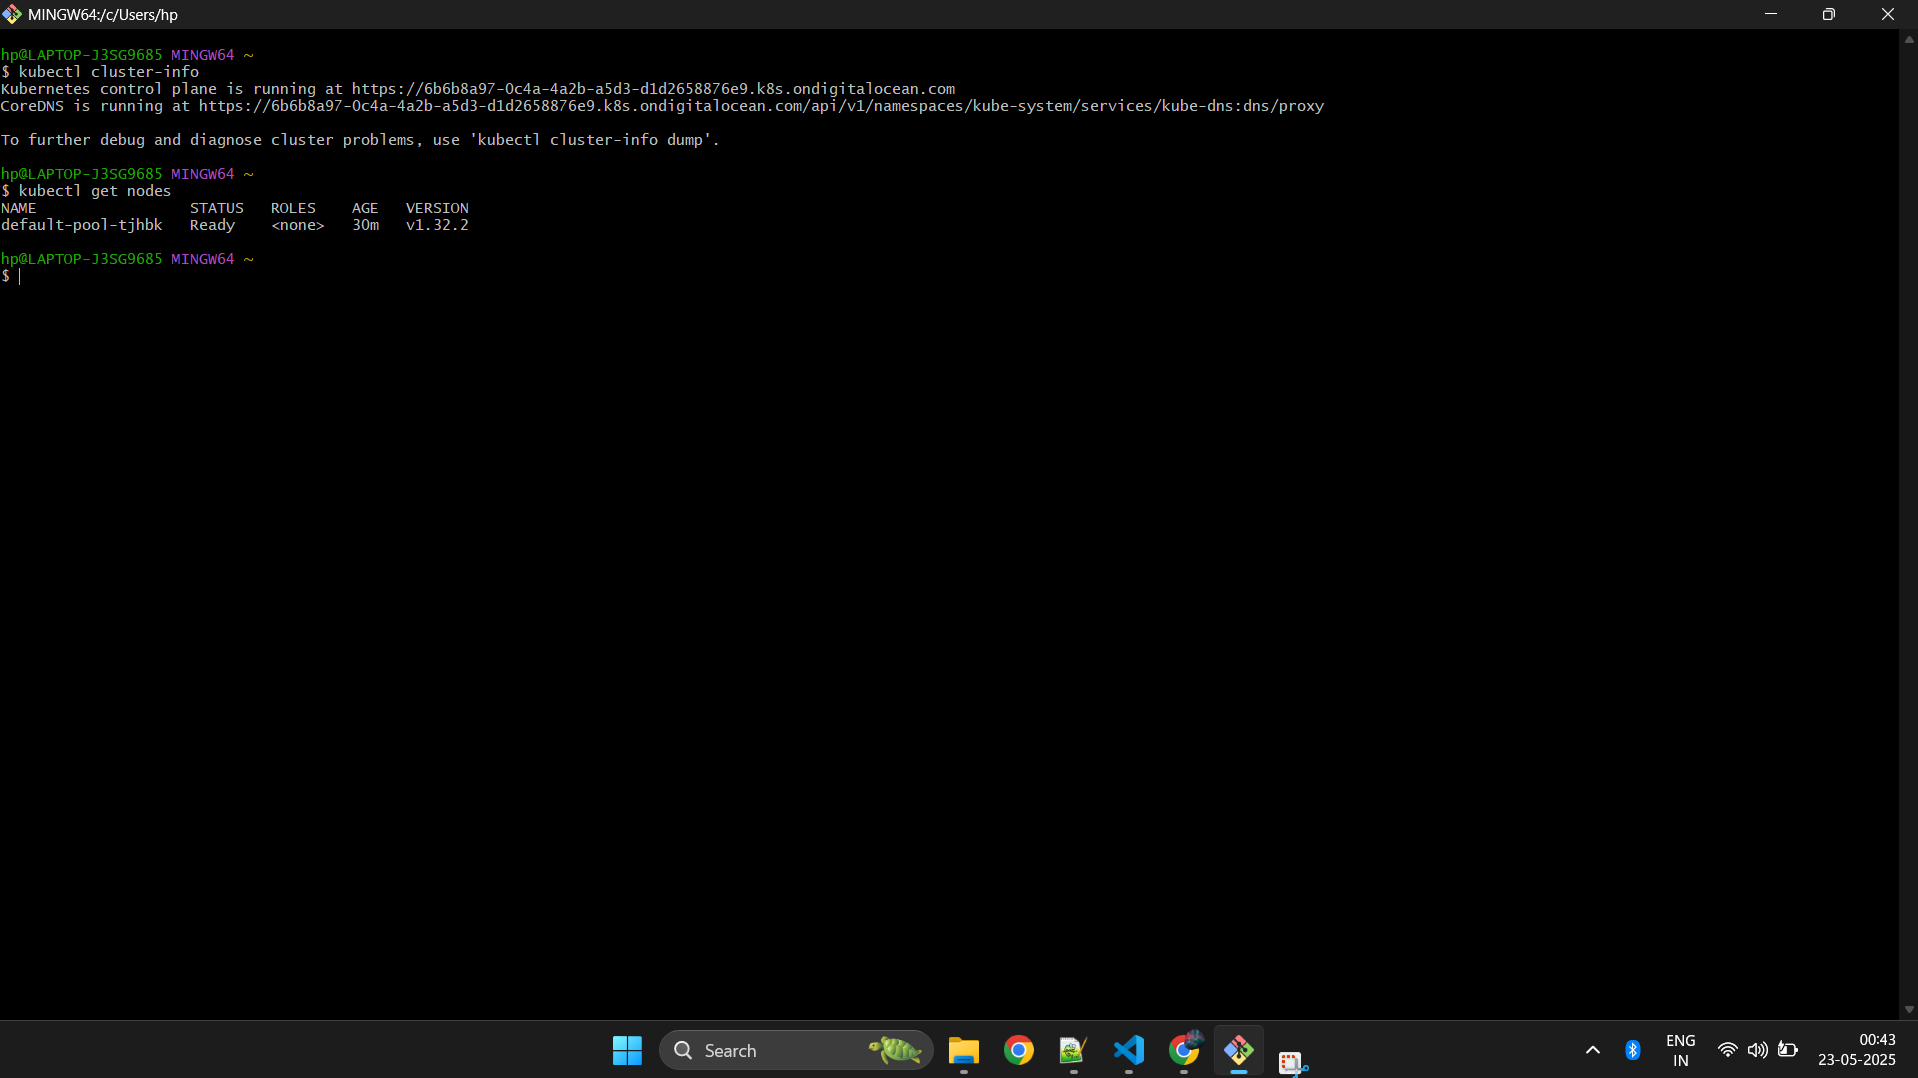 MINGW64:/c/Users/hp
hp@LAPTOP-J3SG9685 MINGW64 ~
$ kubectl cluster-info
Kubernetes control plane is running at https://6b6b8a97-0c4a-4a2b-a5d3-d1d2658876e9.k8s.ondigitalocean.com
CoreDNS is running at https://6b6b8a97-0c4a-4a2b-a5d3-d1d2658876e9.k8s.ondigitalocean.com/api/v1/namespaces/kube-system/services/kube-dns:dns/proxy
To further debug and diagnose cluster problems, use 'kubectl cluster-info dump'.
hp@LAPTOP-J3SG9685 MINGW64 ~
$ kubectl get nodes
NAME STATUS ROLES AGE VERSION
default-pool-tjhbk Ready <none> 30m v1.32.2
hp@LAPTOP-J3SG9685 MINGW64 ~
$
Search
ENG
IN
00:43
23-05-2025